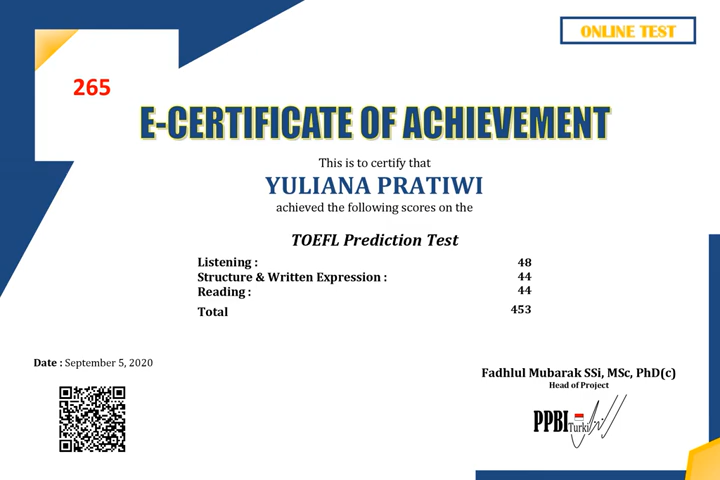 ONLINE TEST
265
E-CERTIFICATE OF ACHIEVEMENT
This is to certify that
YULIANA PRATIWI
achieved the following scores on the
TOEFL Prediction Test
Listening : 48
Structure & Written Expression : 44
Reading : 44
Total 453
Date : September 5, 2020
Fadhlul Mubarak SSi, MSc, PhD(c)
Head of Project
PPBI Turki